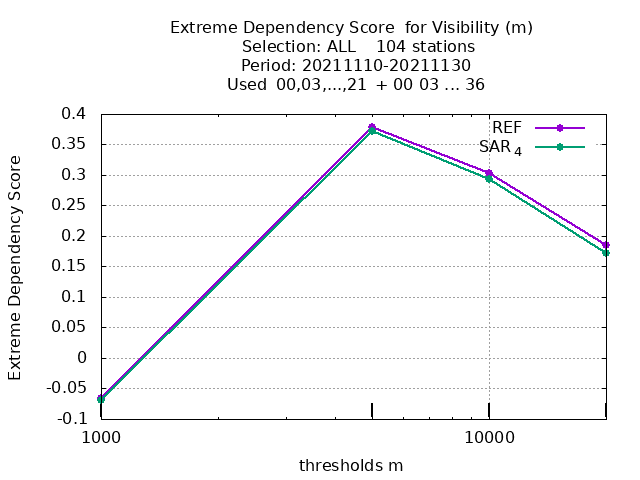 Extreme Dependency Score  for Visibility (m)
Selection: ALL    104 stations
Period: 20211110-20211130
Used  00,03,...,21  + 00 03 ... 36
REF
SAR 4
0.4
0.35
0.3
0.25
0.2
0.15
0.1
0.05
0
-0.05
-0.1
Extreme Dependency Score
1000
10000
thresholds m